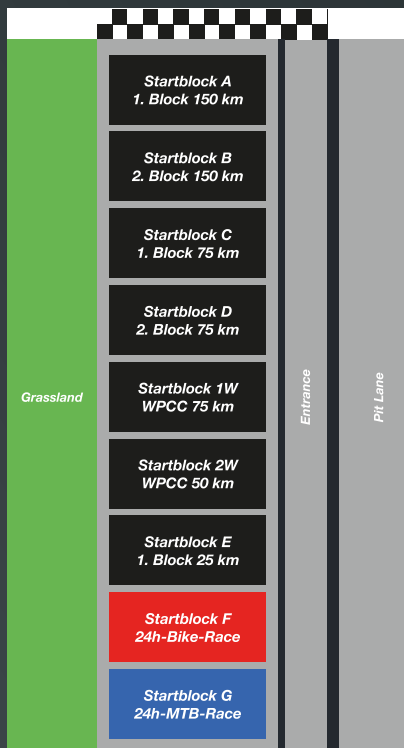 Startblock A
1. Block 150 km
Startblock B
2. Block 150 km
Startblock C
1. Block 75 km
Startblock D
2. Block 75 km
Startblock 1W
WPCC 75 km
Startblock 2W
WPCC 50 km
Startblock E
1. Block 25 km
Startblock F
24h-Bike-Race
Startblock G
24h-MTB-Race
Grassland
Entrance
Pit Lane